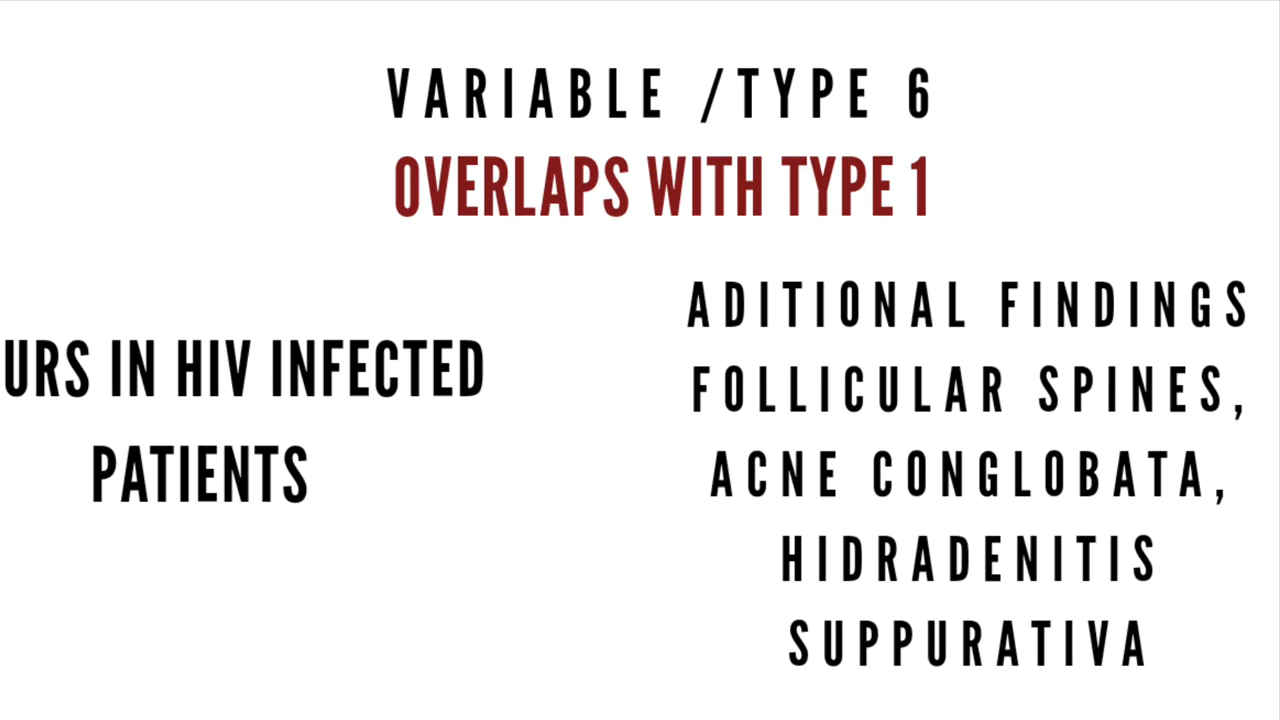 VARIABLE /TYPE 6
OVERLAPS WITH TYPE 1
URS IN HIV INFECTED
PATIENTS
ADITIONAL FINDINGS
FOLLICULAR SPINES,
ACNE CONGLOBATA,
HIDRADENITIS
SUPPURATIVA